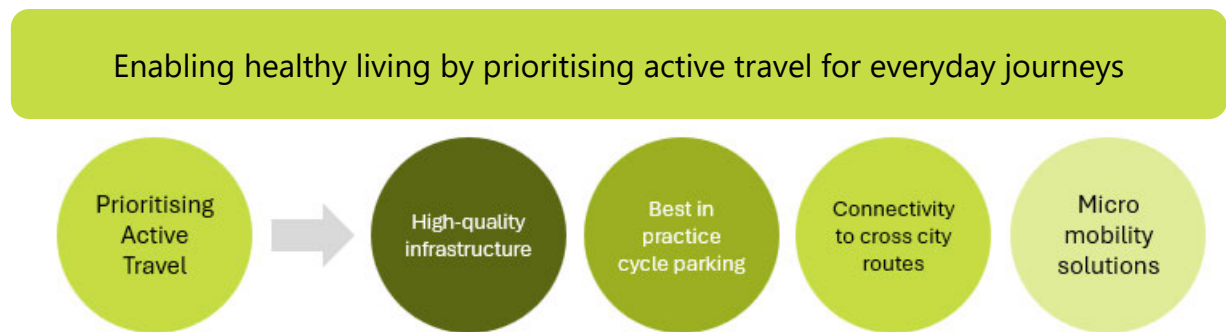 Enabling healthy living by prioritising active travel for everyday journeys
Prioritising
Active
Travel
High-quality
infrastructure
Best in
practice
cycle parking
Connectivity
to cross city
routes
Micro
mobility
solutions